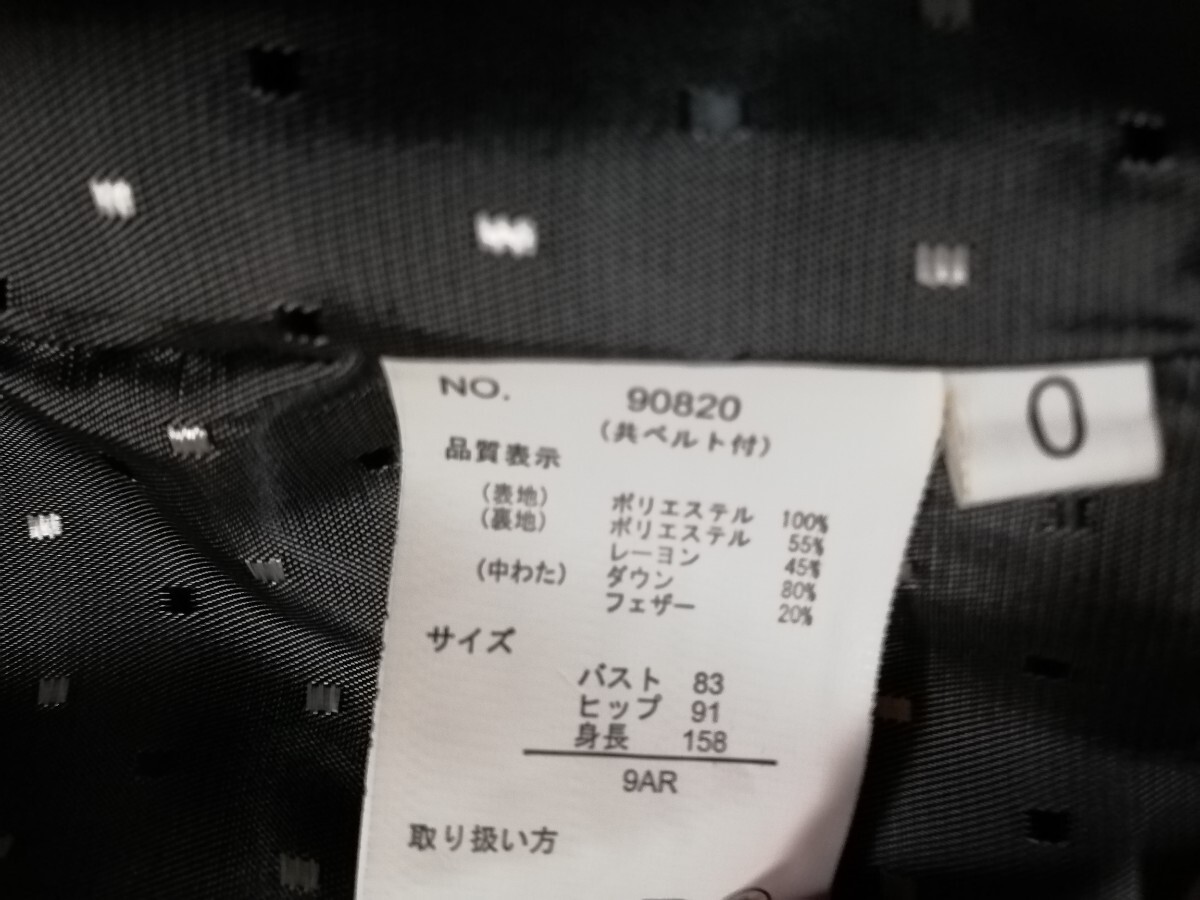 NO. 90820
(共ベルト付)
0
品質表示
(表地) ポリエステル 100%
(裏地) ポリエステル 55%
レーヨン 45%
(中わた) ダウン 80%
フェザー 20%
サイズ
バスト 83
ヒップ 91
身長 158
9AR
取り扱い方